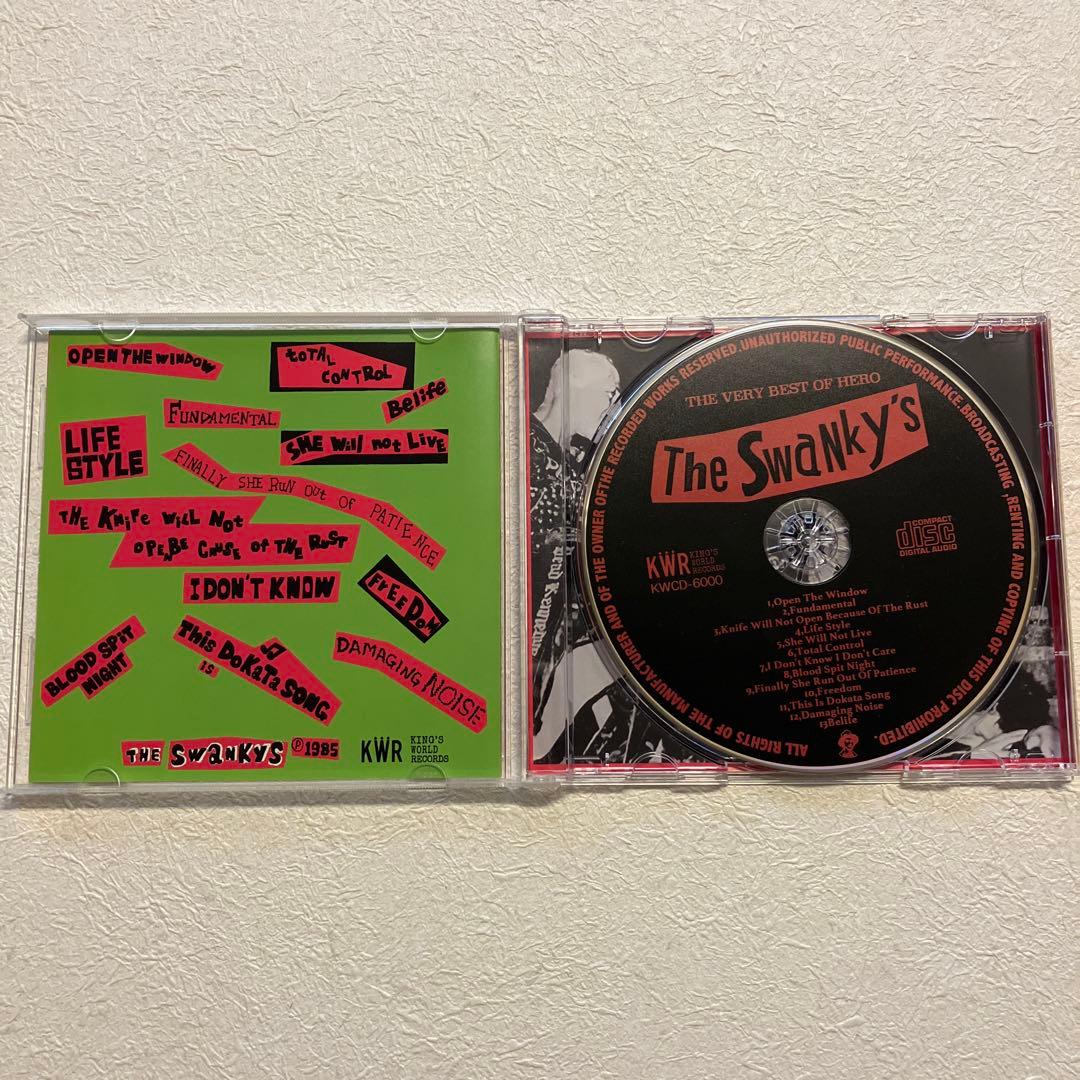 OPEN THE WINDOW
TOTAL
CONTROL
Belife
FUNDAMENTAL
LIFE
STYLE
SHE Will not LIVE
FINALLY SHE RUN OUT OF PATIENCE
THE KNIFE WILL NOT
OPEN,BE CAUSE OF THE RUST
I DON'T KNOW
FREEDOM
BLOOD SPIT
NIGHT
THIS DOKATA SONG
IS
DAMAGING NOISE
THE SWANKYS ℗1985
KWR KING'S
WORLD
RECORDS
ALL RIGHTS OF THE MANUFACTURER AND OF THE OWNER OF THE RECORDED WORKS RESERVED.UNAUTHORIZED PUBLIC PERFORMANCE.BROADCASTING ,RENTING AND COPYING OF THIS DISC PROHIBITED.
THE VERY BEST OF HERO
The SwaNky's
KWR KING'S
WORLD
RECORDS
KWCD-6000
COMPACT
disc
DIGITAL AUDIO
1,Open The Window
2,Fundamental
3,Knife Will Not Open Because Of The Rust
4,Life Style
5,She Will Not Live
6,Total Control
7,I Don't Know I Don't Care
8,Blood Spit Night
9,Finally She Run Out Of Patience
10,Freedom
11,This Is Dokata Song
12,Damaging Noise
13Belife